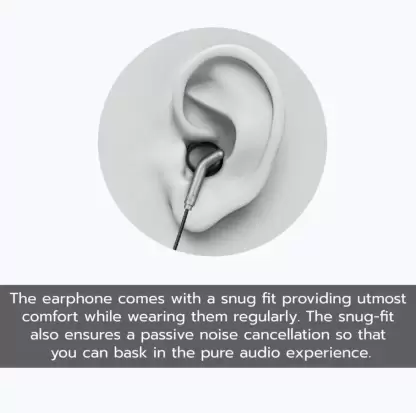 The earphone comes with a snug fit providing utmost
comfort while wearing them regularly. The snug-fit
also ensures a passive noise cancellation so that
you can bask in the pure audio experience.